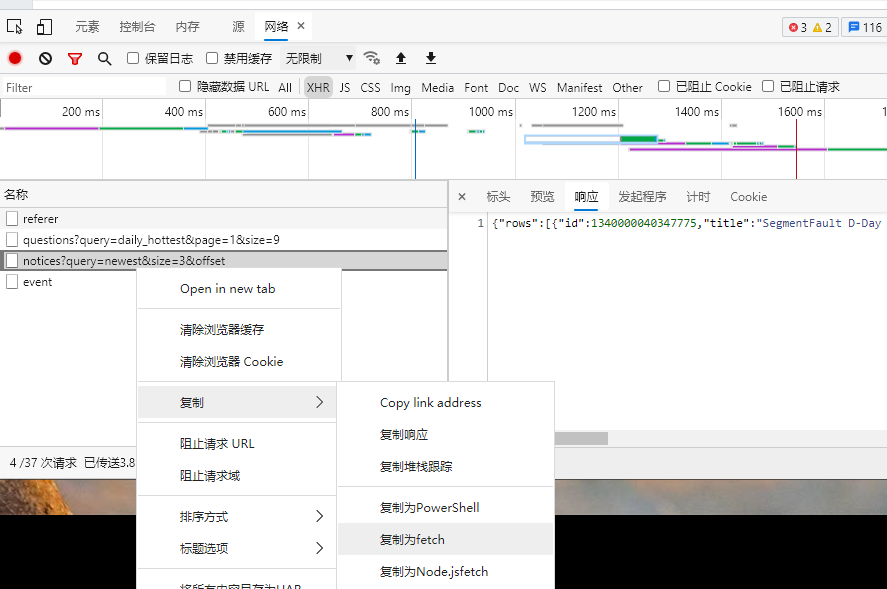 元素 控制台 内存 源 网络 × 3 2 116
保留日志 禁用缓存 无限制 ▼
Filter 隐藏数据 URL All XHR JS CSS Img Media Font Doc WS Manifest Other 已阻止 Cookie 已阻止请求
200 ms 400 ms 600 ms 800 ms 1000 ms 1200 ms 1400 ms 1600 ms 1
名称 × 标头 预览 响应 发起程序 计时 Cookie
referer
1 {"rows":[{"id":1340000040347775,"title":"SegmentFault D-Day
questions?query=daily_hottest&page=1&size=9
notices?query=newest&size=3&offset
event
Open in new tab
清除浏览器缓存
清除浏览器 Cookie
复制
阻止请求 URL
阻止请求域
排序方式
标题选项
Copy link address
复制响应
复制堆栈跟踪
复制为PowerShell
复制为fetch
复制为Node.jsfetch
4 /37 次请求 已传送3.8